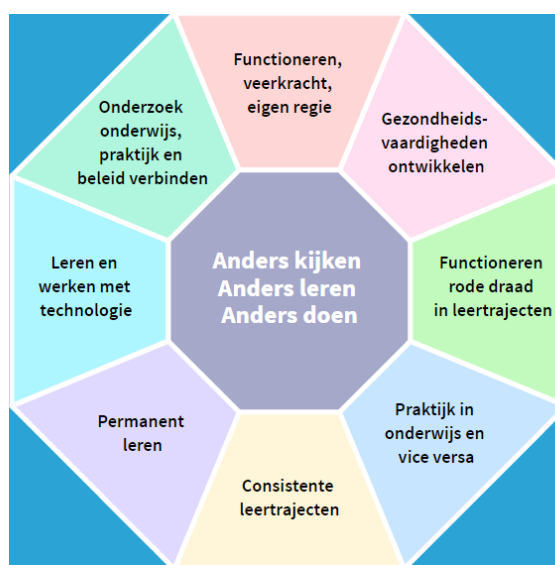 Functioneren,
veerkracht,
eigen regie
Gezondheids-
vaardigheden
ontwikkelen
Functioneren
rode draad
in leertrajecten
Praktijk in
onderwijs en
vice versa
Consistente
leertrajecten
Permanent
leren
Leren en
werken met
technologie
Onderzoek
onderwijs,
praktijk en
beleid verbinden
Anders kijken
Anders leren
Anders doen